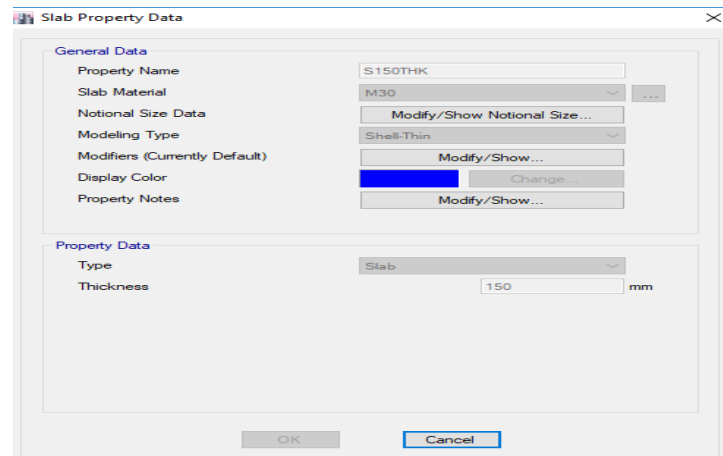 Slab Property Data
General Data
Property Name S150THK
Slab Material M30 ...
Notional Size Data Modify/Show Notional Size...
Modeling Type Shell-Thin
Modifiers (Currently Default) Modify/Show...
Display Color Change...
Property Notes Modify/Show...
Property Data
Type Slab
Thickness 150 mm
OK Cancel